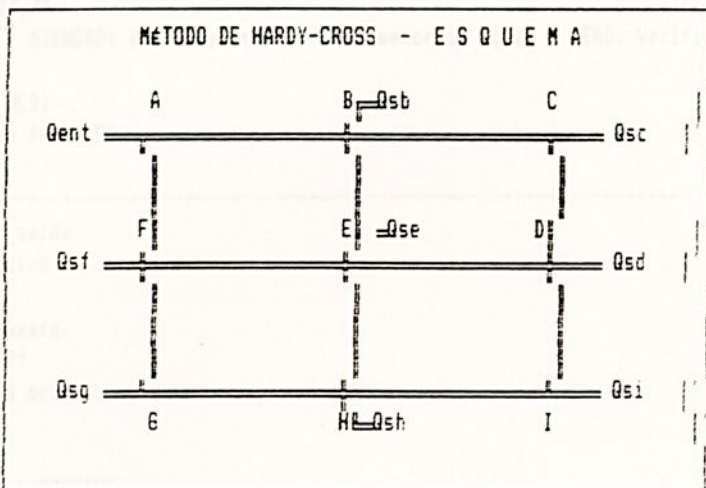 MÉTODO DE HARDY-CROSS -- E S Q U E M A
A B Qsb C
Qent Qsc
F E Qse D
Qsf Qsd
Qsg Qsi
G H Qsh I